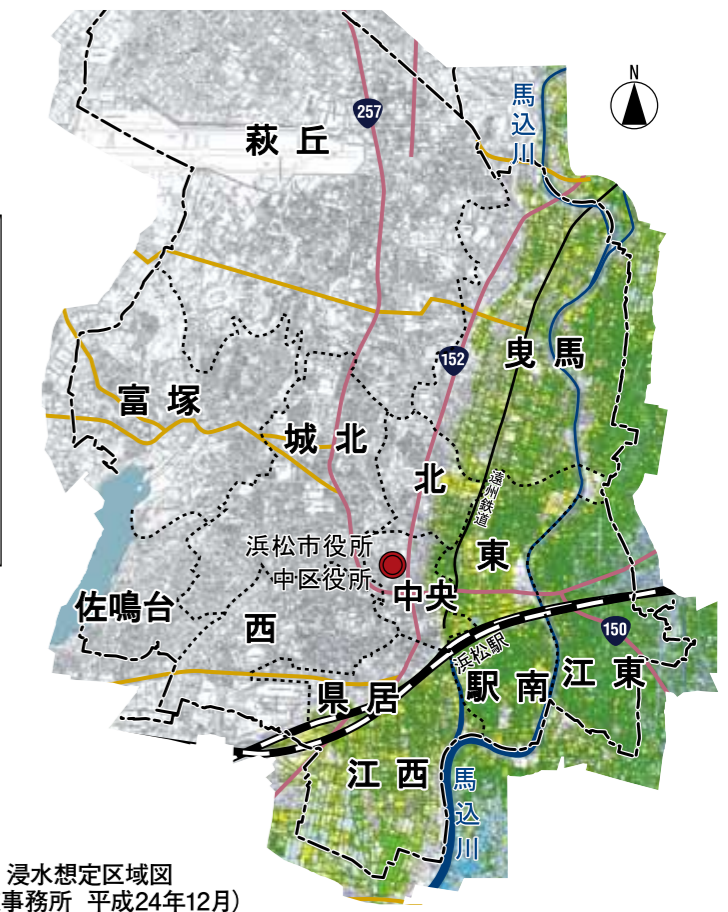 N
257
萩丘
馬込川
152
曳馬
富塚
城北
北
遠州鉄道
浜松市役所
中区役所
東
中央
佐鳴台
西
150
浜松駅
県居
駅南
江東
江西
馬込川
浸水想定区域図
事務所 平成24年12月)